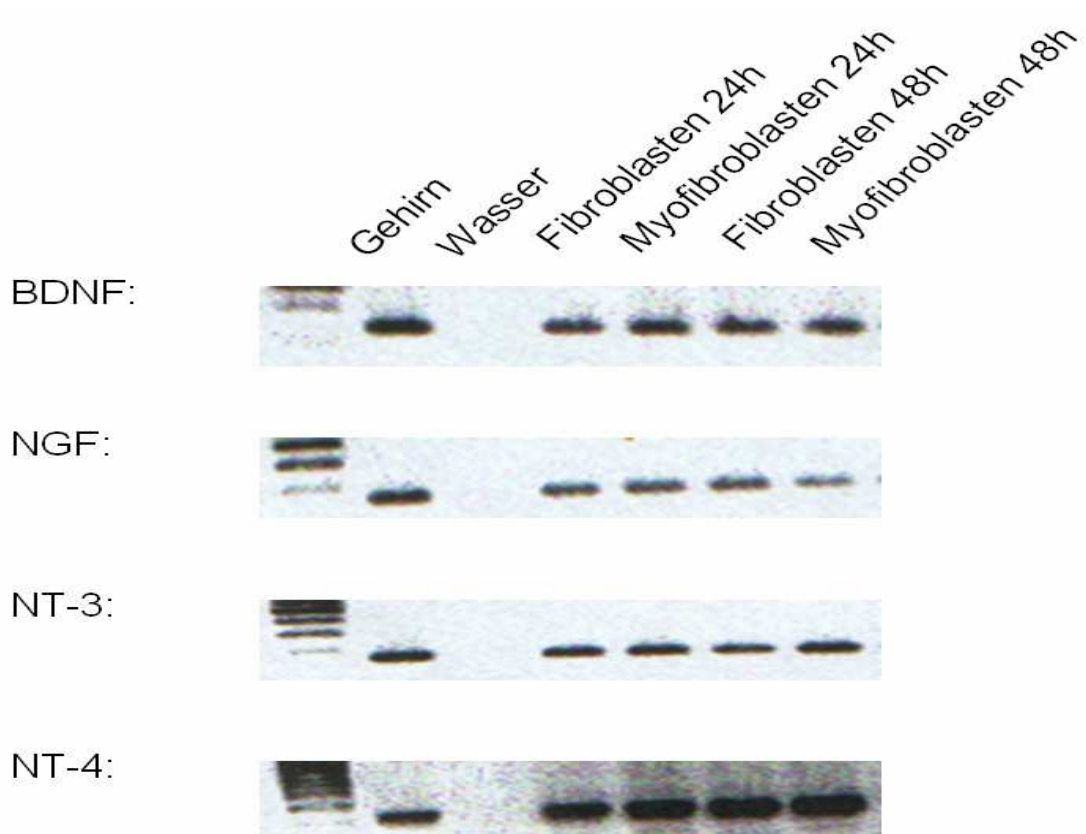 Gehirn
Wasser
Fibroblasten 24h
Myofibroblasten 24h
Fibroblasten 48h
Myofibroblasten 48h
BDNF:
NGF:
NT-3:
NT-4: